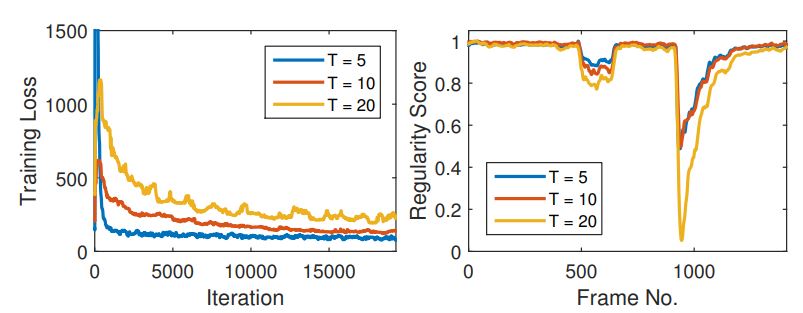 1500
1000
500
0
Training Loss
T = 5
T = 10
T = 20
0 5000 10000 15000
Iteration
1
0.8
0.6
0.4
0.2
0
Regularity Score
T = 5
T = 10
T = 20
0 500 1000
Frame No.